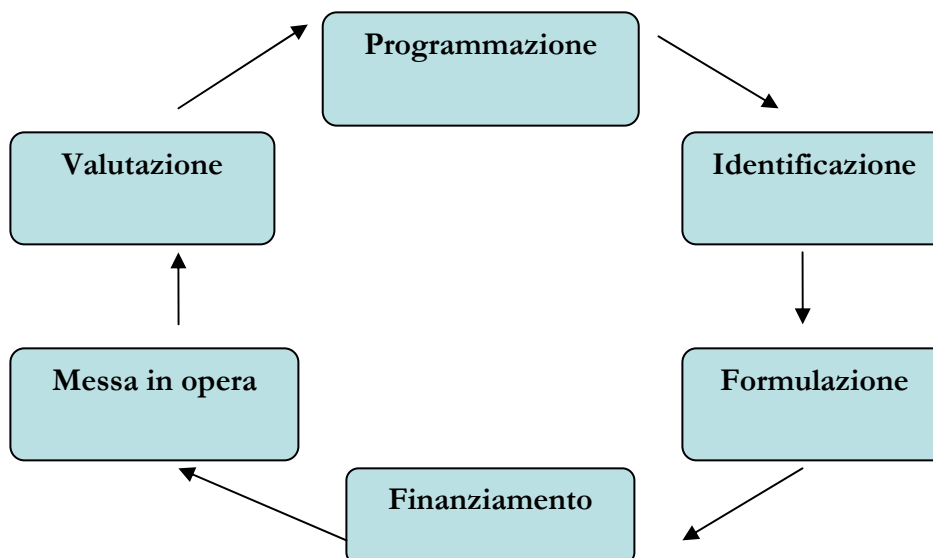 Programmazione
Valutazione
Identificazione
Messa in opera
Formulazione
Finanziamento